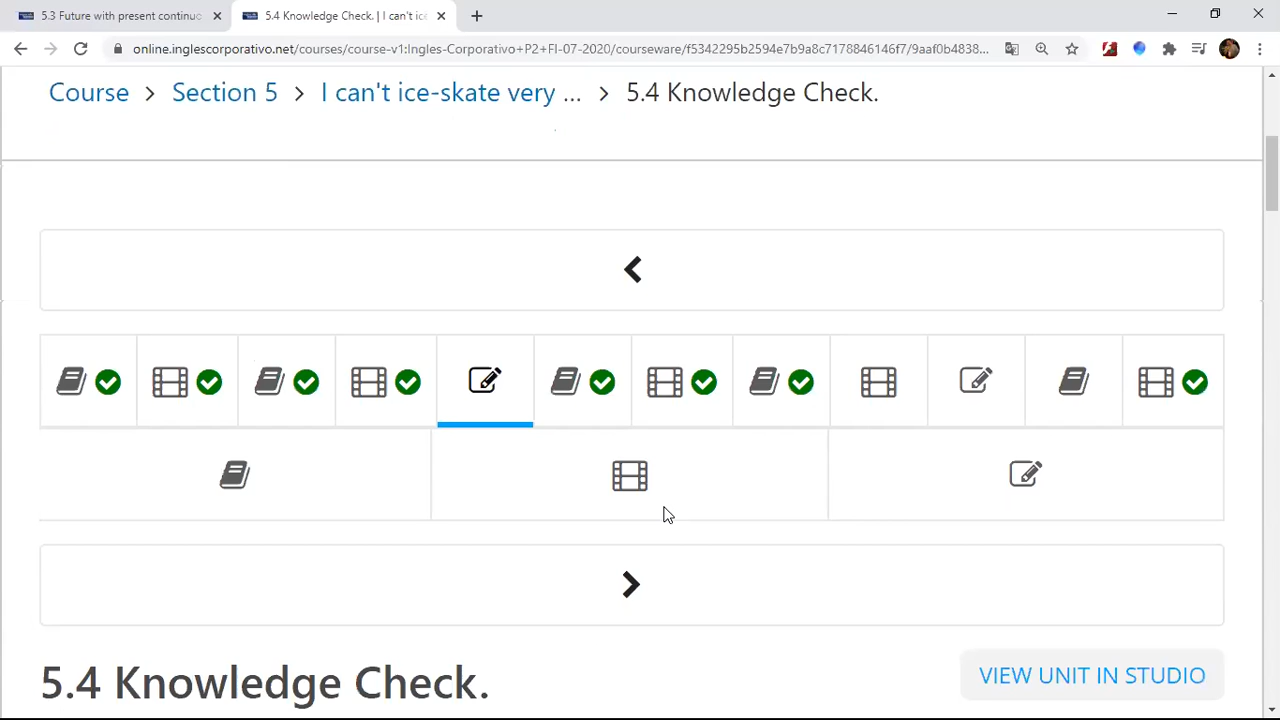 5.3 Future with present continuo
5.4 Knowledge Check. | I can't ice
online.inglescorporativo.net/courses/course-v1:Ingles-Corporativo+P2+FI-07-2020/courseware/f5342295b2594e7b9a8c7178846146f7/9aaf0b4838...
Course > Section 5 > I can't ice-skate very ... > 5.4 Knowledge Check.
5.4 Knowledge Check.
VIEW UNIT IN STUDIO